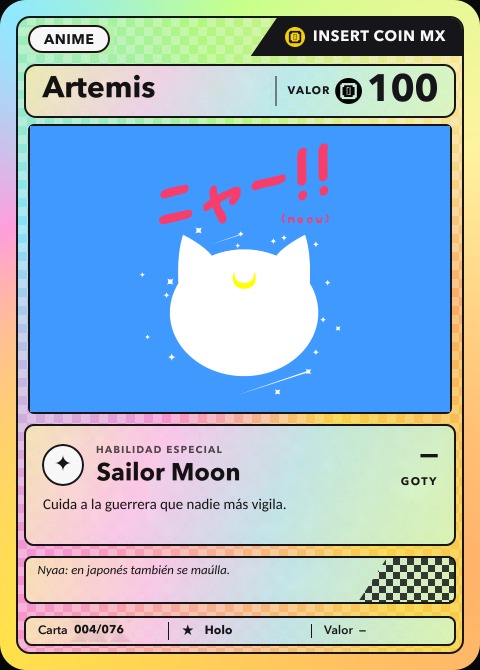 ANIME
INSERT COIN MX
Artemis
VALOR 100
ニャー!!
(meow)
HABILIDAD ESPECIAL
Sailor Moon
—
GOTY
Cuida a la guerrera que nadie más vigila.
Nyaa: en japonés también se maúlla.
Carta 004/076 ★ Holo Valor —